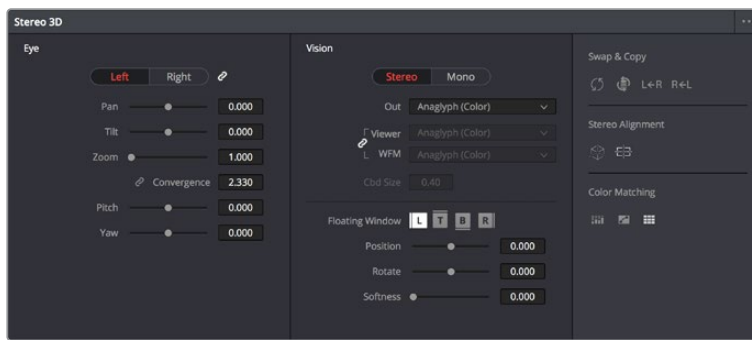 Stereo 3D
Eye
Left Right
Pan 0.000
Tilt 0.000
Zoom 1.000
Convergence 2.330
Pitch 0.000
Yaw 0.000
Vision
Stereo Mono
Out Anaglyph (Color)
Viewer Anaglyph (Color)
WFM Anaglyph (Color)
Cbd Size 0.40
Floating Window L T B R
Position 0.000
Rotate 0.000
Softness 0.000
Swap & Copy
L←R R←L
Stereo Alignment
Color Matching